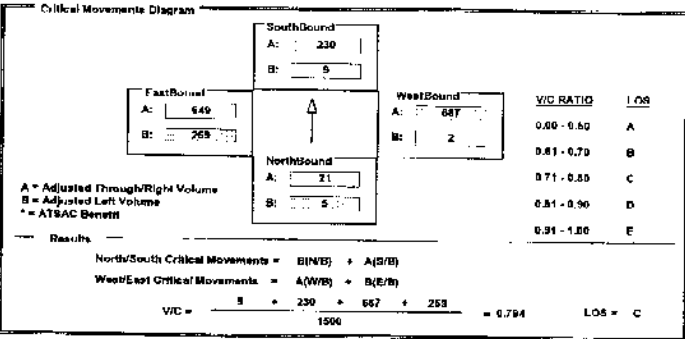 Critical Movements Diagram
SouthBound
A: 230
B: 9
EastBound
A: 649
B: 269
WestBound
A: 687
B: 2
NorthBound
A: 21
B: 5
V/C RATIO LOS
0.00 - 0.60 A
0.61 - 0.70 B
0.71 - 0.80 C
0.81 - 0.90 D
0.91 - 1.00 E
A = Adjusted Through/Right Volume
B = Adjusted Left Volume
* = ATSAC Benefit
Results
North/South Critical Movements = B(N/B) + A(S/B)
West/East Critical Movements = A(W/B) + B(E/B)
V/C = 5 + 230 + 687 + 269 = 0.794 LOS = C
1500